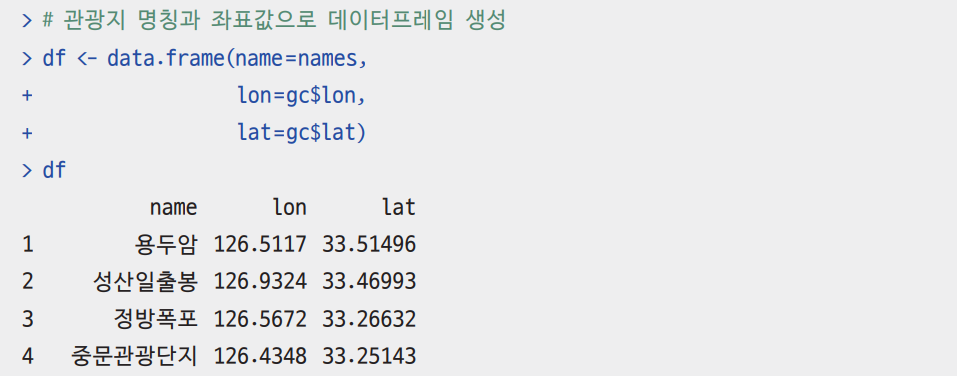 > # 관광지 명칭과 좌표값으로 데이터프레임 생성
> df <- data.frame(name=names,
+                  lon=gc$lon,
+                  lat=gc$lat)
> df
          name      lon      lat
1       용두암 126.5117 33.51496
2   성산일출봉 126.9324 33.46993
3     정방폭포 126.5672 33.26632
4 중문관광단지 126.4348 33.25143